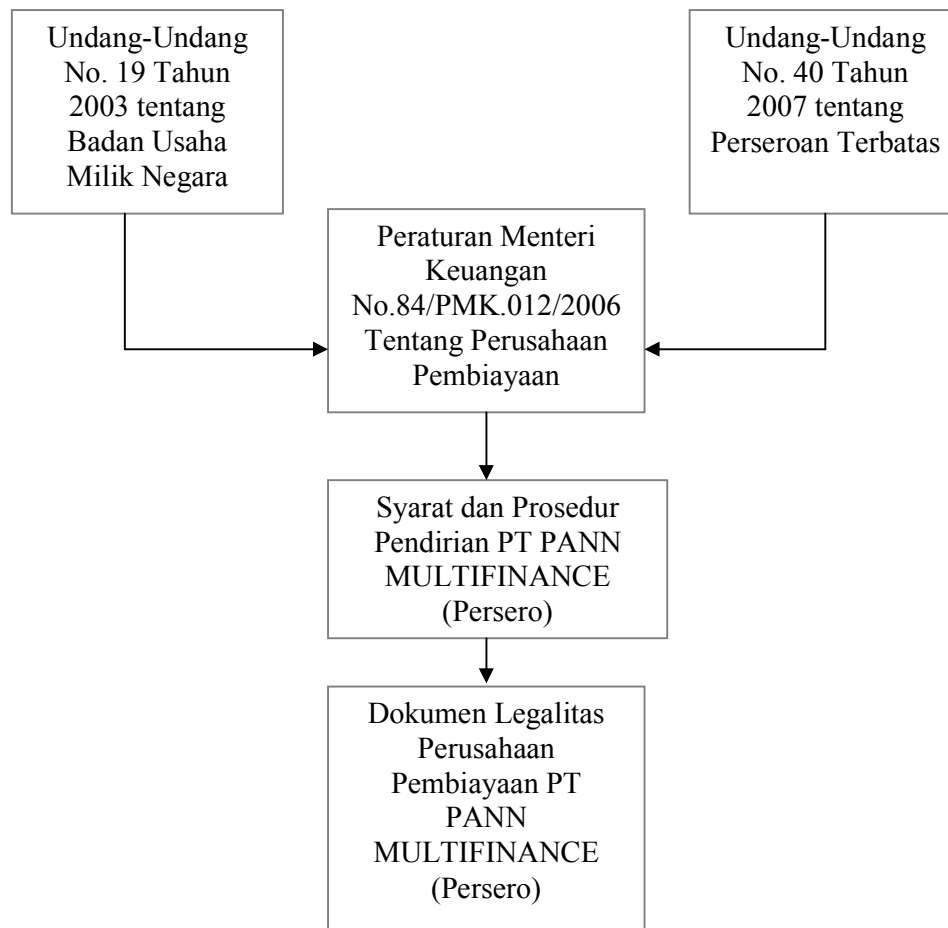 Undang-Undang
No. 19 Tahun
2003 tentang
Badan Usaha
Milik Negara
Undang-Undang
No. 40 Tahun
2007 tentang
Perseroan Terbatas
Peraturan Menteri
Keuangan
No.84/PMK.012/2006
Tentang Perusahaan
Pembiayaan
Syarat dan Prosedur
Pendirian PT PANN
MULTIFINANCE
(Persero)
Dokumen Legalitas
Perusahaan
Pembiayaan PT
PANN
MULTIFINANCE
(Persero)